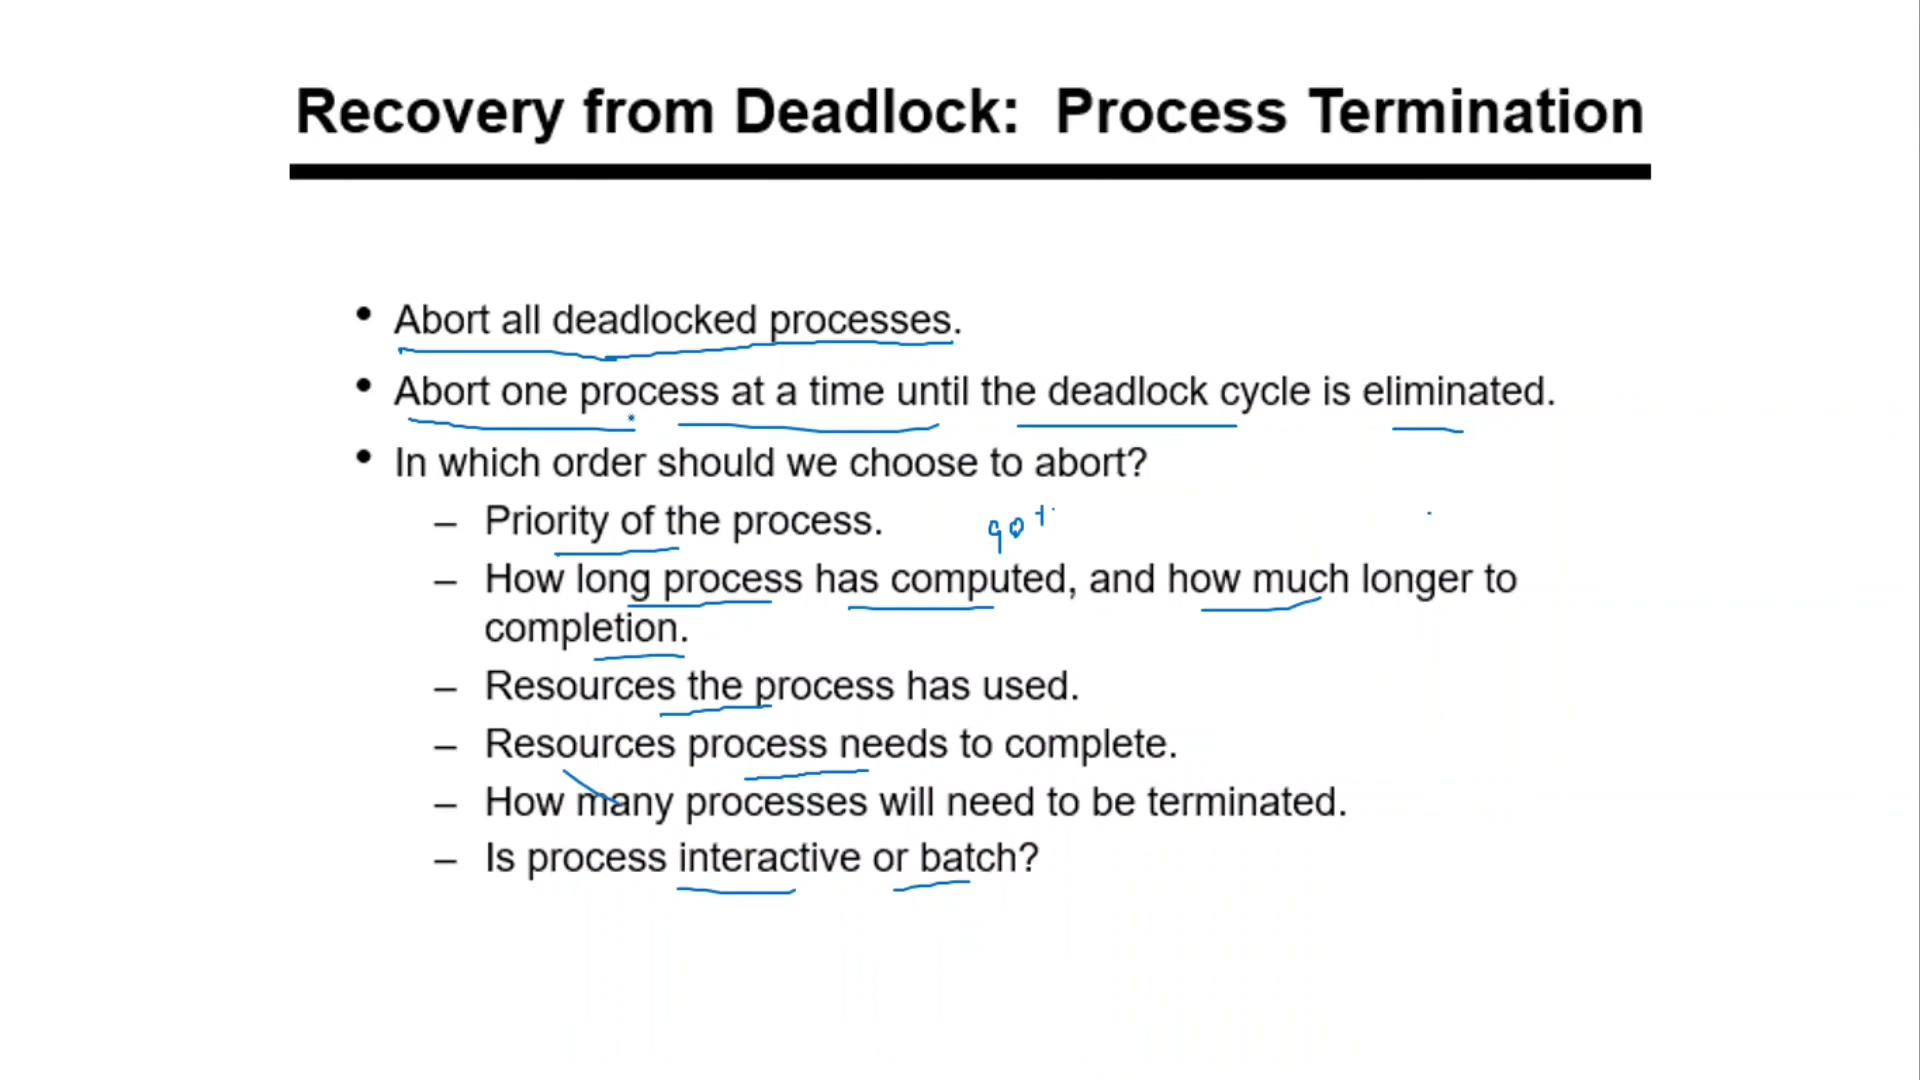 Recovery from Deadlock: Process Termination
• Abort all deadlocked processes.
• Abort one process at a time until the deadlock cycle is eliminated.
• In which order should we choose to abort?
– Priority of the process.
– How long process has computed, and how much longer to
completion.
– Resources the process has used.
– Resources process needs to complete.
– How many processes will need to be terminated.
– Is process interactive or batch?